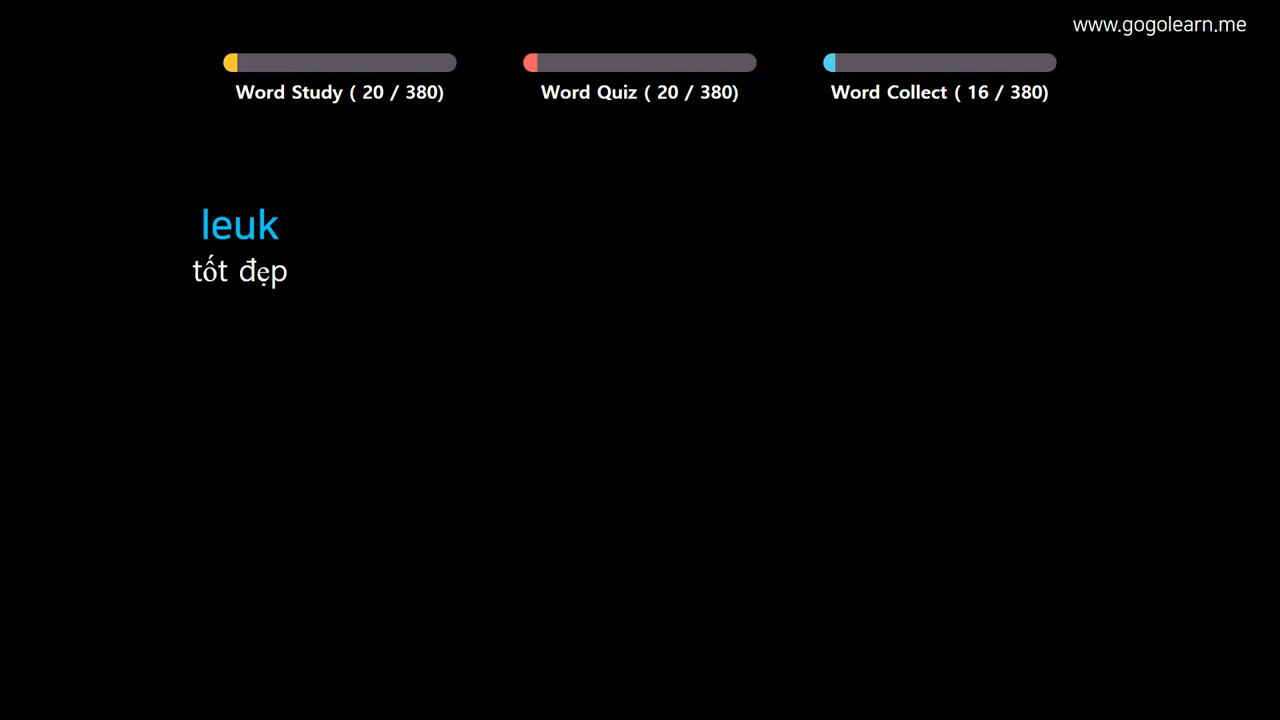 www.gogolearn.me
Word Study ( 20 / 380)
Word Quiz ( 20 / 380)
Word Collect ( 16 / 380)
leuk
tốt đẹp